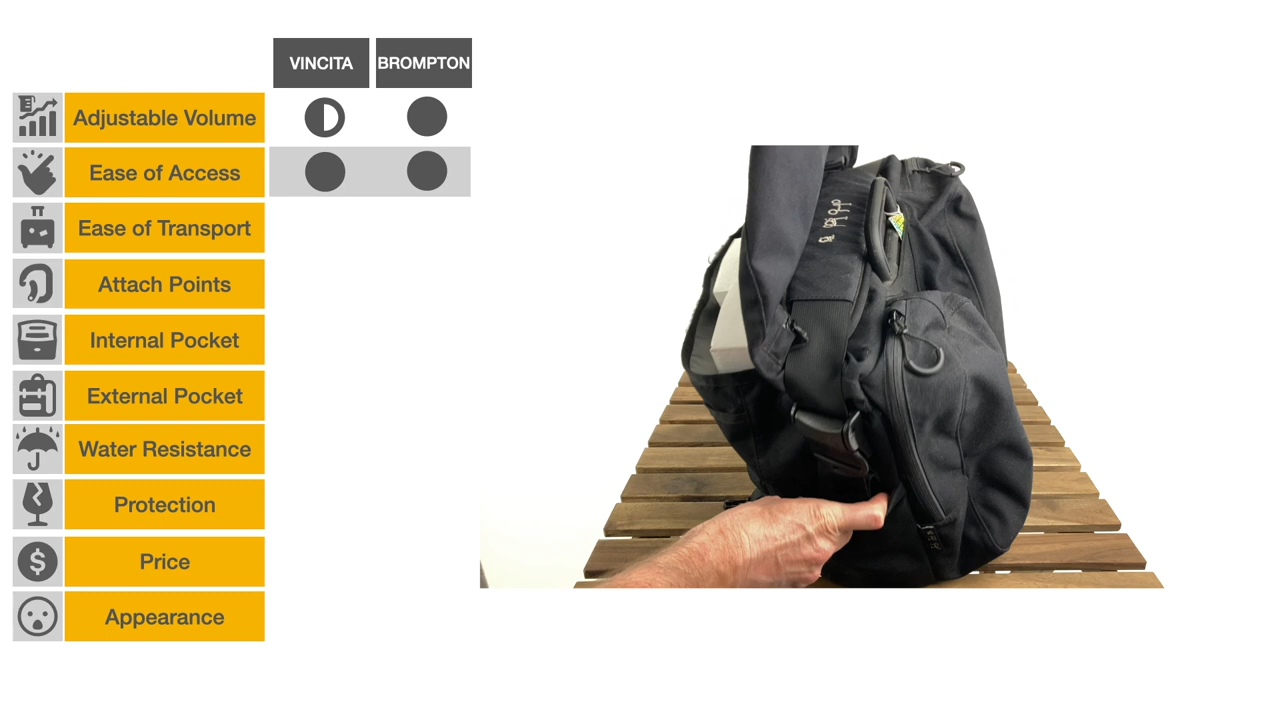 VINCITA BROMPTON
Adjustable Volume
Ease of Access
Ease of Transport
Attach Points
Internal Pocket
External Pocket
Water Resistance
Protection
Price
Appearance